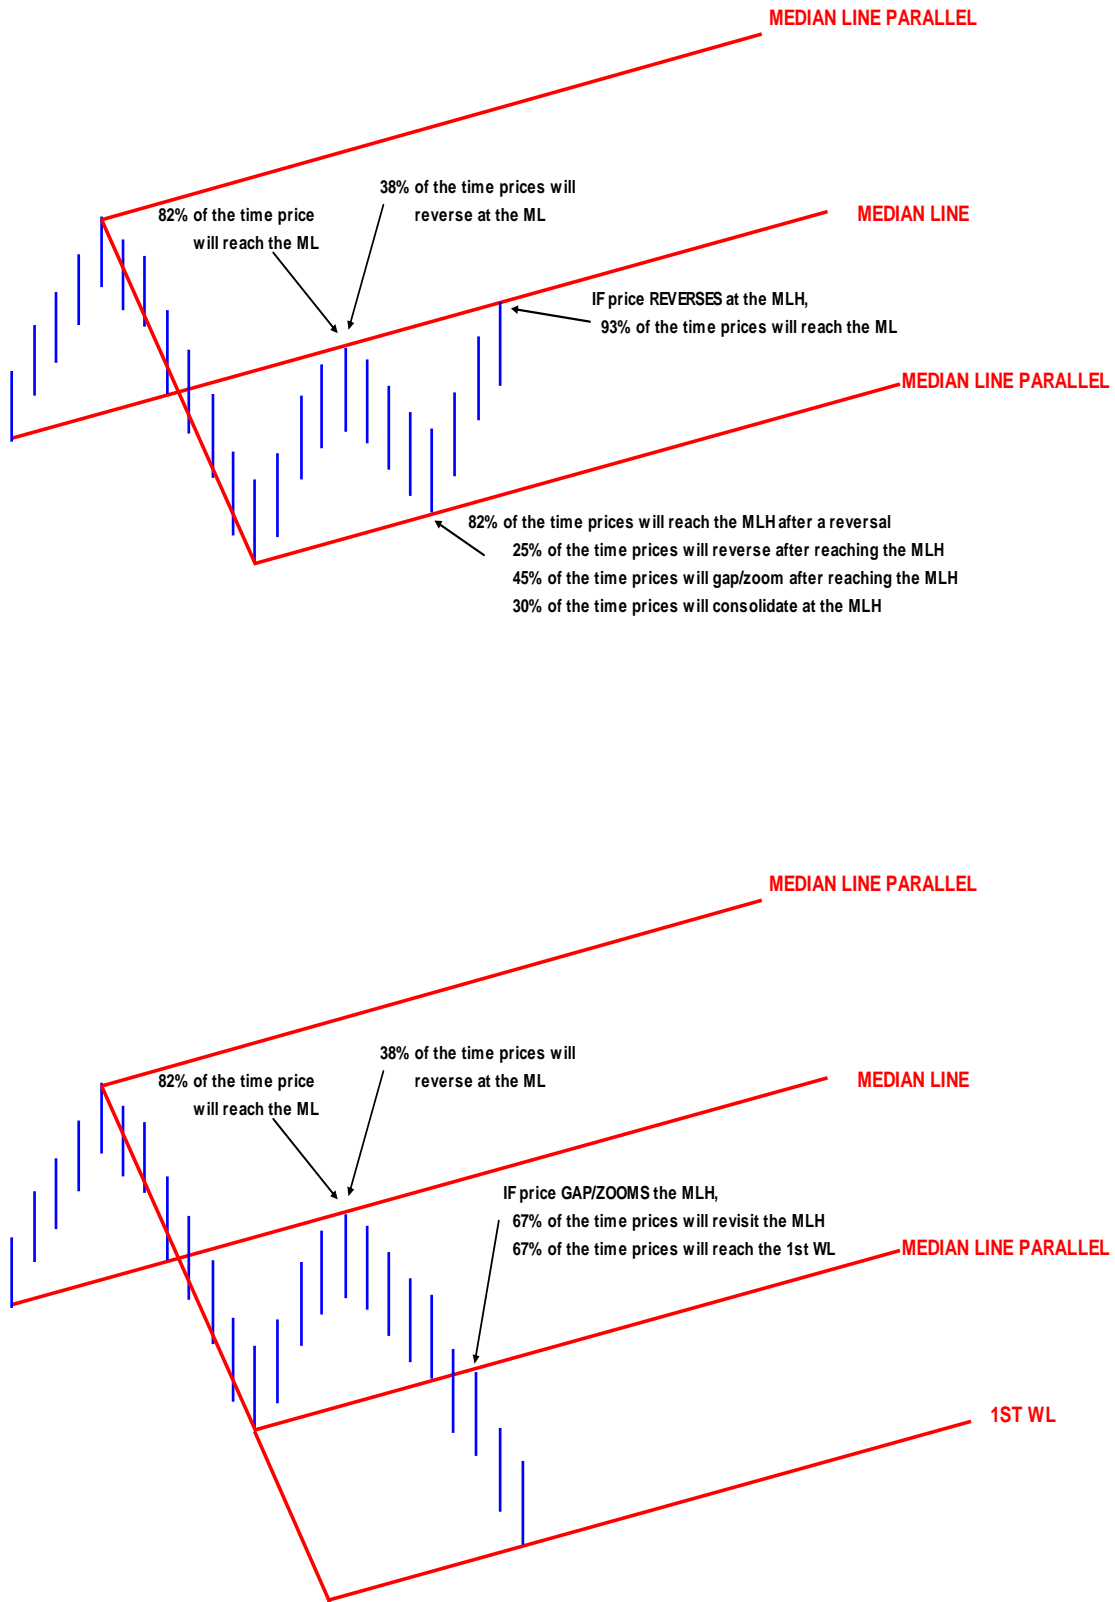 MEDIAN LINE PARALLEL
38% of the time prices will
reverse at the ML
82% of the time price
will reach the ML
MEDIAN LINE
IF price REVERSES at the MLH,
93% of the time prices will reach the ML
MEDIAN LINE PARALLEL
82% of the time prices will reach the MLH after a reversal
25% of the time prices will reverse after reaching the MLH
45% of the time prices will gap/zoom after reaching the MLH
30% of the time prices will consolidate at the MLH
MEDIAN LINE PARALLEL
38% of the time prices will
reverse at the ML
82% of the time price
will reach the ML
MEDIAN LINE
IF price GAP/ZOOMS the MLH,
67% of the time prices will revisit the MLH
67% of the time prices will reach the 1st WL
MEDIAN LINE PARALLEL
1ST WL